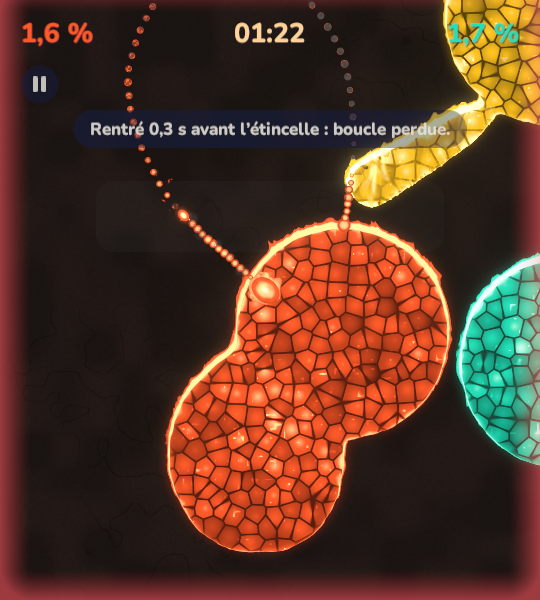 1,6 %
01:22
1,7 %
Rentré 0,3 s avant l'étincelle : boucle perdue.